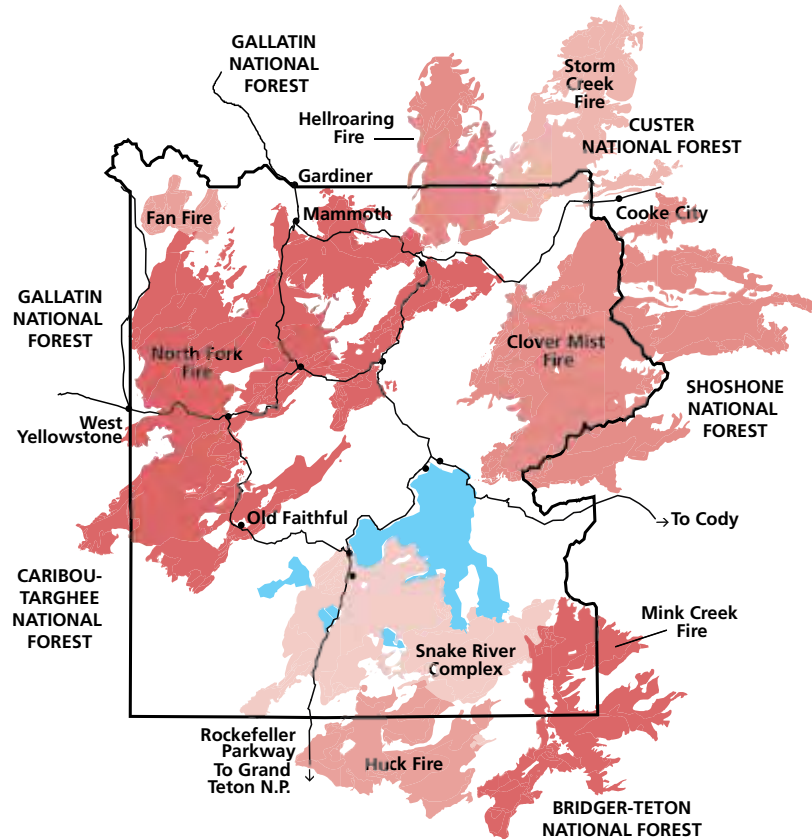 GALLATIN
NATIONAL
FOREST
Storm
Creek
Fire
Hellroaring
Fire
CUSTER
NATIONAL FOREST
Gardiner
Fan Fire
Mammoth
Cooke City
GALLATIN
NATIONAL
FOREST
North Fork
Fire
Clover Mist
Fire
SHOSHONE
NATIONAL
FOREST
West
Yellowstone
Old Faithful
To Cody
CARIBOU-
TARGHEE
NATIONAL
FOREST
Mink Creek
Fire
Snake River
Complex
Rockefeller
Parkway
To Grand
Teton N.P.
Huck Fire
BRIDGER-TETON
NATIONAL FOREST